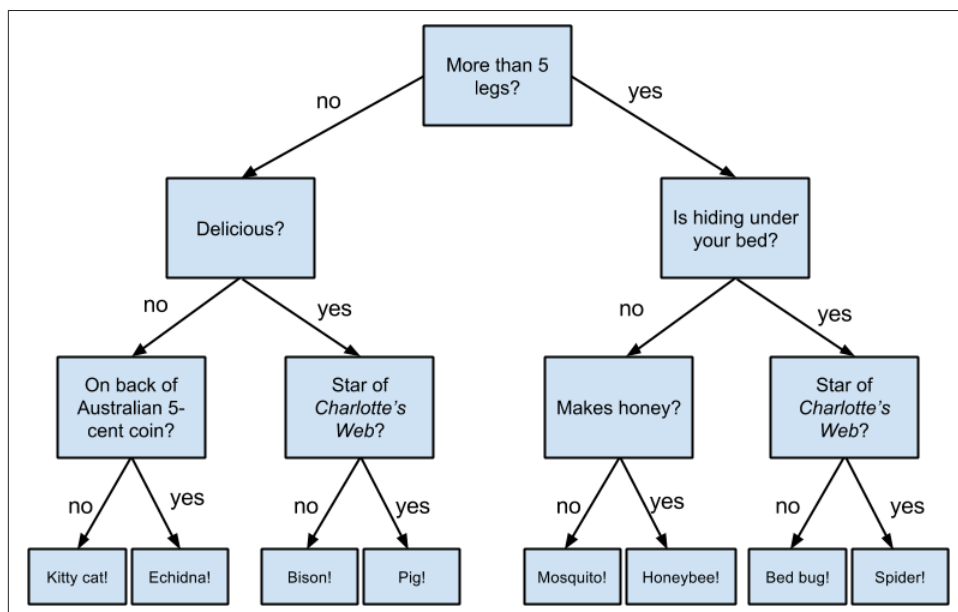 More than 5
legs?
no
yes
Delicious?
Is hiding under
your bed?
no
yes
no
yes
On back of
Australian 5-
cent coin?
Star of
Charlotte's
Web?
Makes honey?
Star of
Charlotte's
Web?
no
yes
no
yes
no
yes
no
yes
Kitty cat!
Echidna!
Bison!
Pig!
Mosquito!
Honeybee!
Bed bug!
Spider!